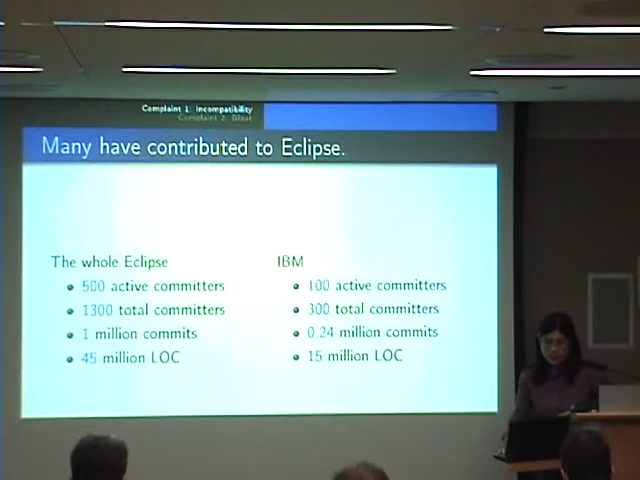 Complaint 1: Incompatibility
Complaint 2: Bloat
Many have contributed to Eclipse.
The whole Eclipse
500 active committers
1300 total committers
1 million commits
45 million LOC
IBM
100 active committers
300 total committers
0.24 million commits
15 million LOC